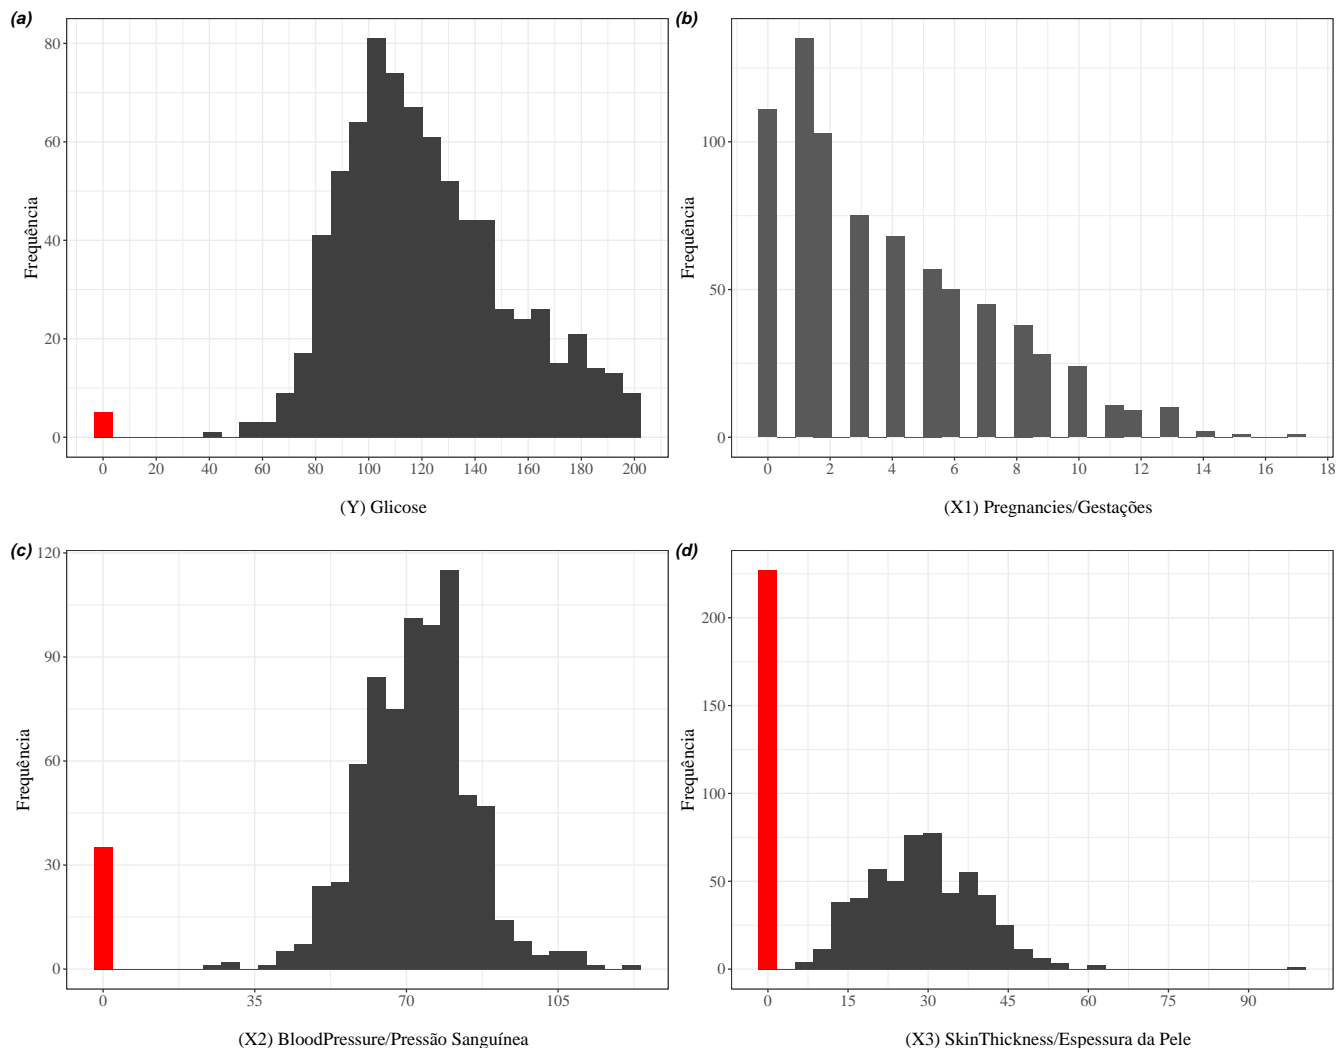 (a)
Frequência
80
60
40
20
0
0 20 40 60 80 100 120 140 160 180 200
(Y) Glicose
(b)
Frequência
100
50
0
0 2 4 6 8 10 12 14 16 18
(X1) Pregnancies/Gestações
(c)
Frequência
120
90
60
30
0
0 35 70 105
(X2) BloodPressure/Pressão Sanguínea
(d)
Frequência
200
150
100
50
0
0 15 30 45 60 75 90
(X3) SkinThickness/Espessura da Pele